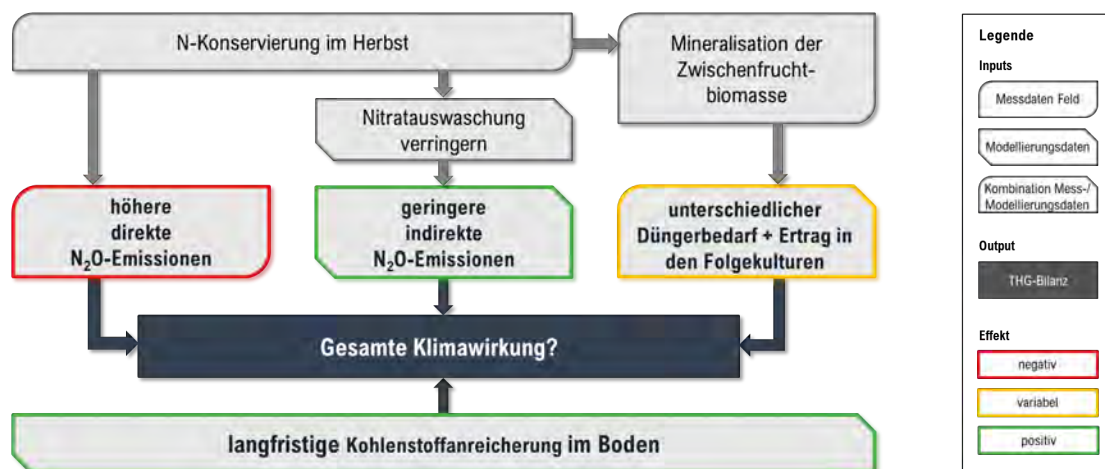 N-Konservierung im Herbst
Mineralisation der
Zwischenfrucht-
biomasse
Nitratauswaschung
verringern
höhere
direkte
N₂O-Emissionen
geringere
indirekte
N₂O-Emissionen
unterschiedlicher
Düngerbedarf + Ertrag in
den Folgekulturen
Gesamte Klimawirkung?
langfristige Kohlenstoffanreicherung im Boden
Legende
Inputs
Messdaten Feld
Modellierungsdaten
Kombination Mess-/
Modellierungsdaten
Output
THG-Bilanz
Effekt
negativ
variabel
positiv